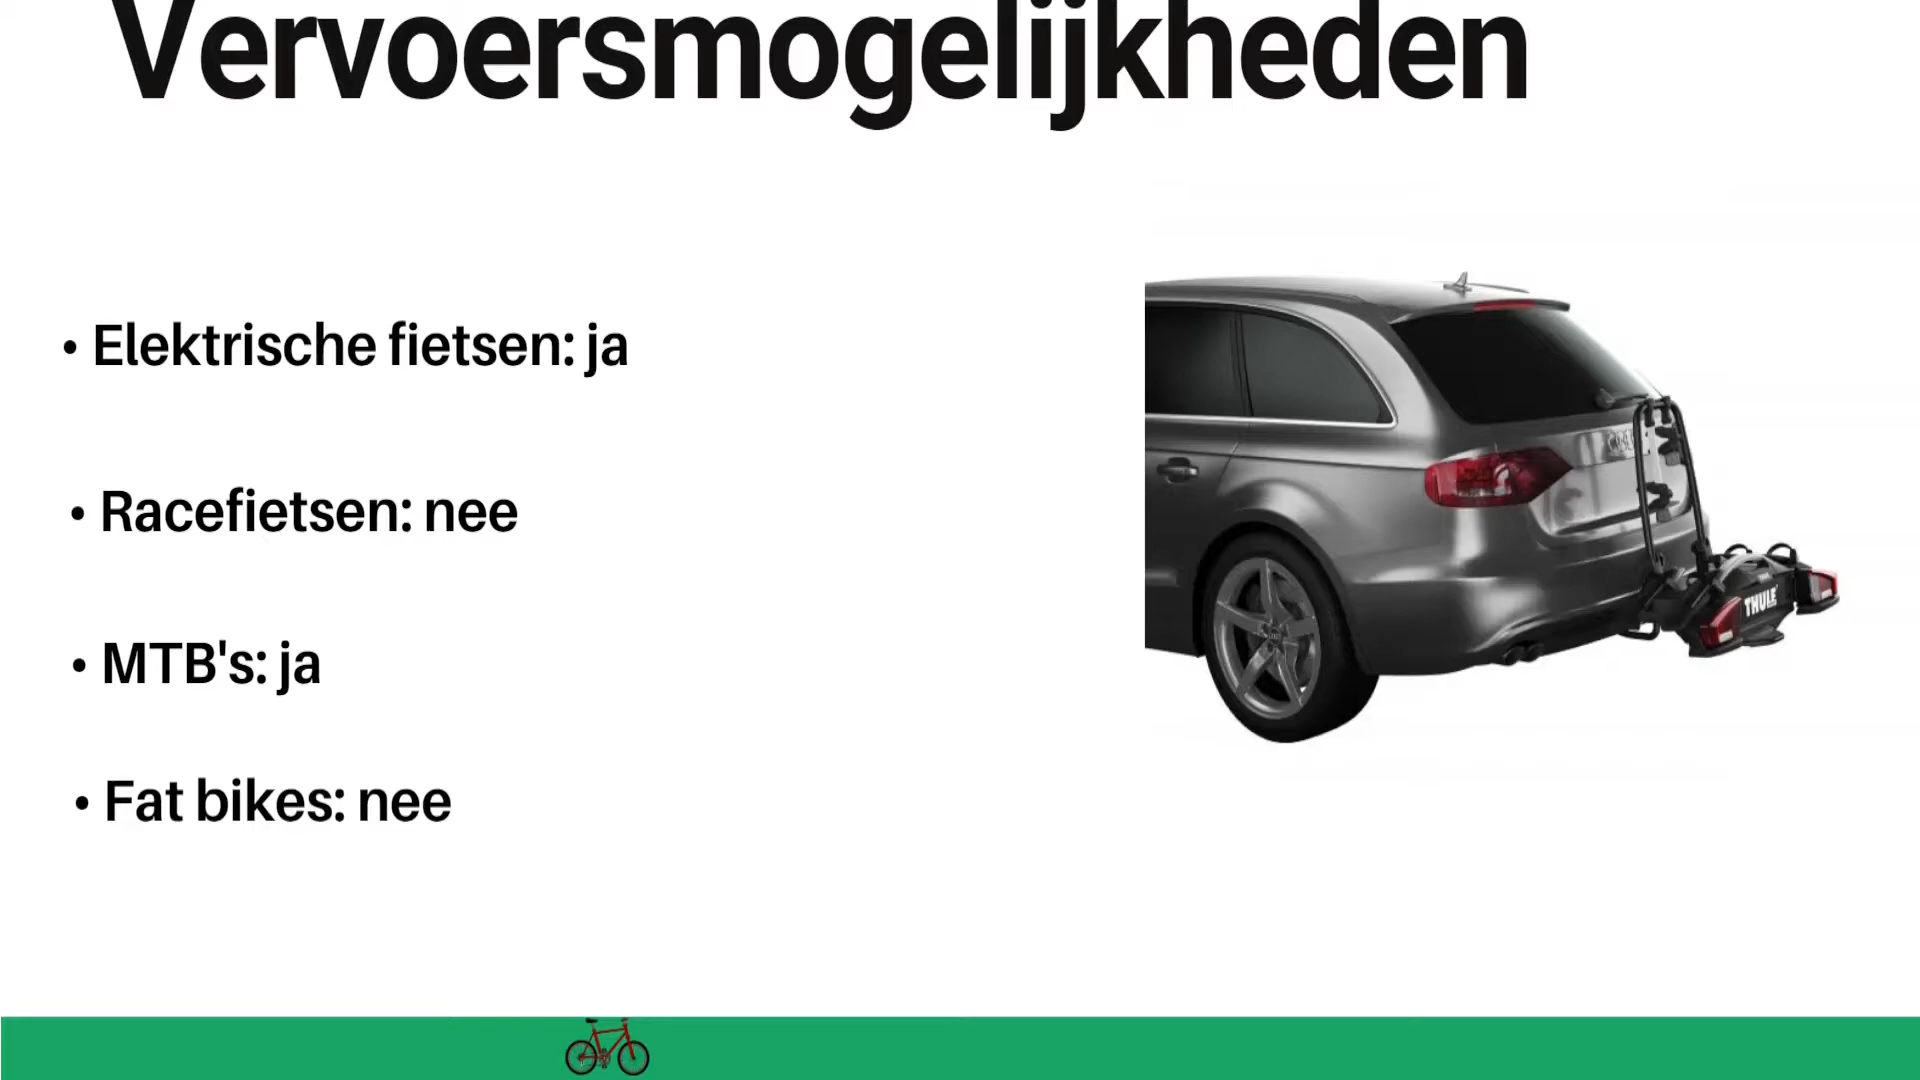 Vervoersmogelijkheden
• Elektrische fietsen: ja
• Racefietsen: nee
• MTB's: ja
• Fat bikes: nee
THULE